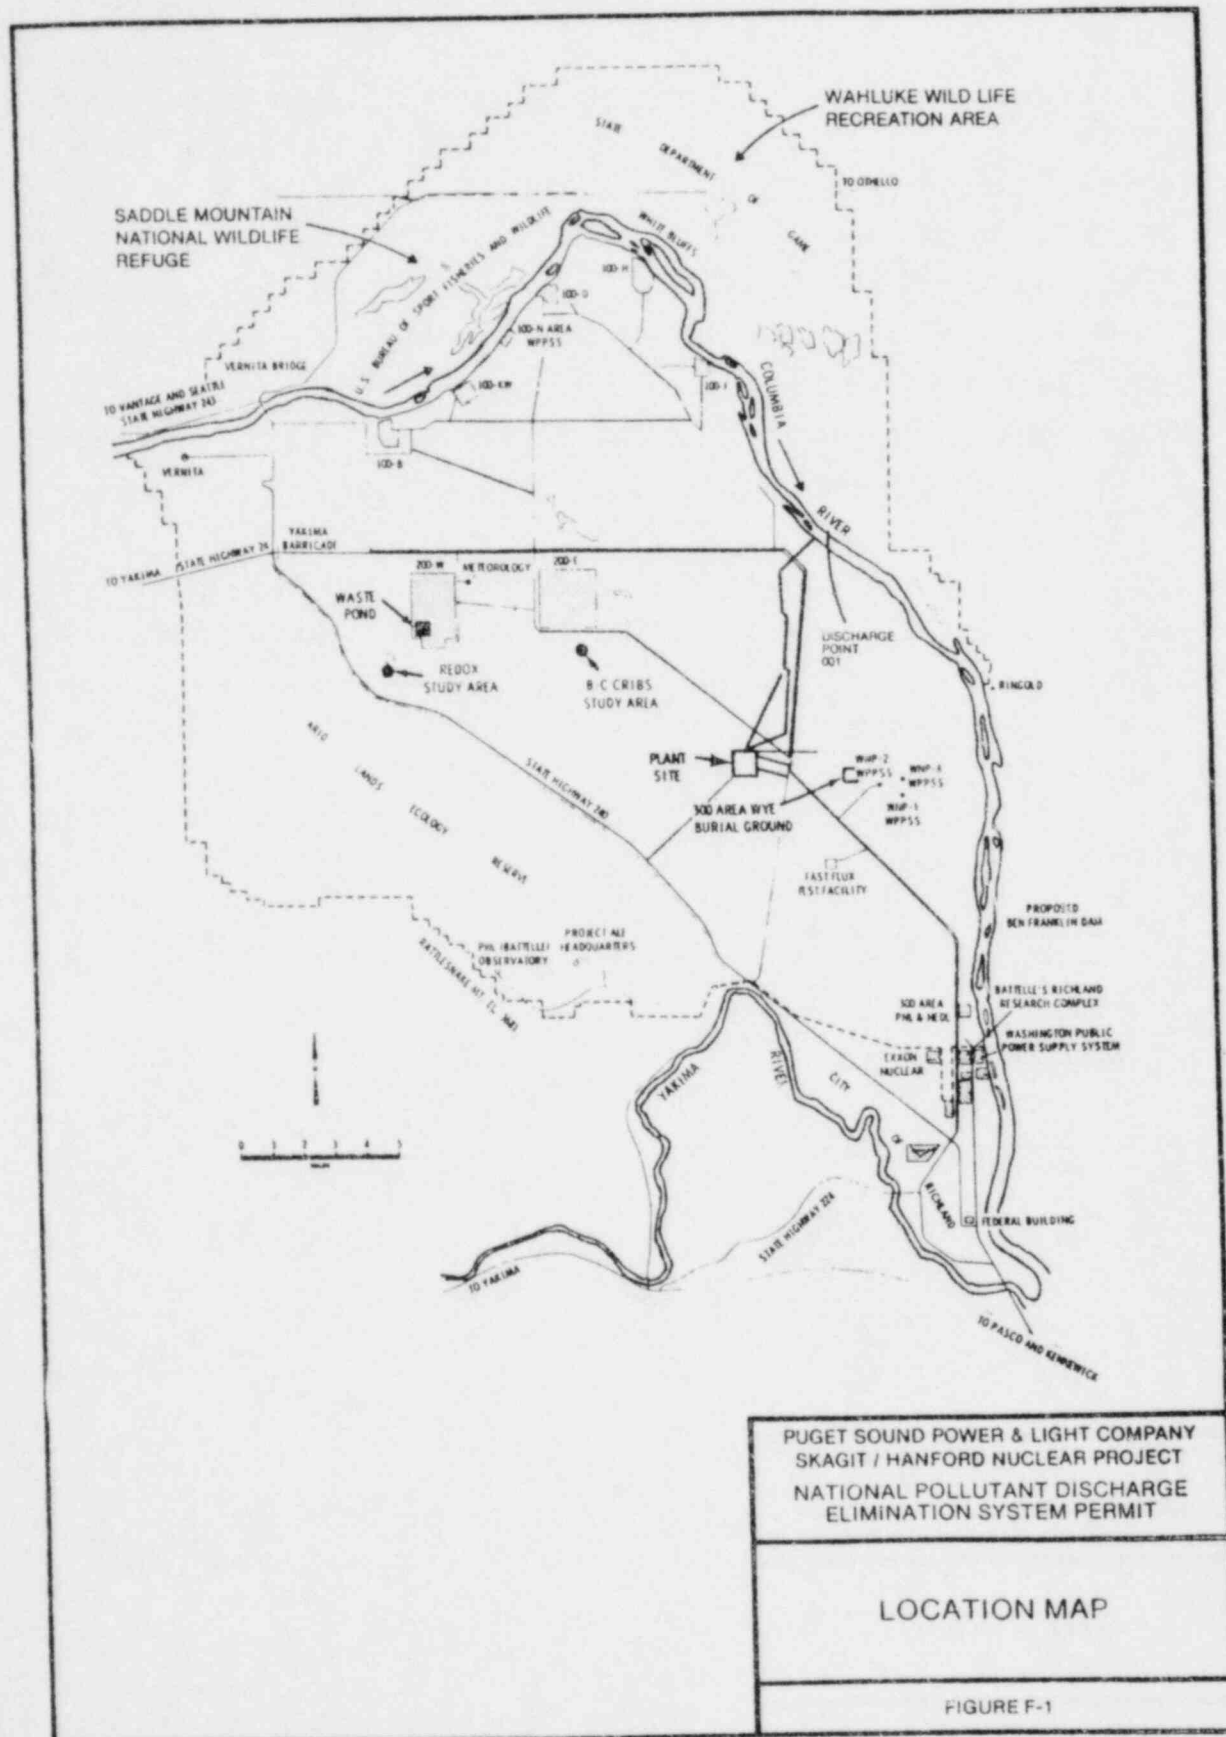 WAHLUKE WILD LIFE
RECREATION AREA
STATE
DEPARTMENT
OF
GAME
TO OTHELLO
SADDLE MOUNTAIN
NATIONAL WILDLIFE
REFUGE
U.S. BUREAU OF SPORT FISHERIES AND WILDLIFE
WHITE BLUFFS
100-H
100-D
100-N AREA
WPPSS
VERNITA BRIDGE
100-KW
TO VANTAGE AND SEATTLE
STATE HIGHWAY 243
COLUMBIA
RIVER
100-B
VERNITA
YAKIMA
BARRICADE
TO YAKIMA
STATE HIGHWAY 24
200-W
METEOROLOGY
200-E
WASTE
POND
DISCHARGE
POINT
001
REDOX
STUDY AREA
B-C CRIBS
STUDY AREA
RINGOLD
ARID
LANDS
ECOLOGY
RESERVE
STATE HIGHWAY 240
PLANT
SITE
WNP-2
WPPSS
WNP-4
WPPSS
WNP-1
WPPSS
300 AREA WYE
BURIAL GROUND
FAST FLUX
TEST FACILITY
PROPOSED
BEN FRANKLIN DAM
PROJECT ALE
HEADQUARTERS
PNL (BATTELLE)
OBSERVATORY
RATTLESNAKE MT. EL.
300 AREA
PNL & HEDL
BATTELLE'S RICHLAND
RESEARCH COMPLEX
WASHINGTON PUBLIC
POWER SUPPLY SYSTEM
EXXON
NUCLEAR
YAKIMA
RIVER
CITY
OF
RICHLAND
0 1 2 3 4 5
MILES
STATE HIGHWAY 224
FEDERAL BUILDING
TO YAKIMA
TO PASCO AND KENNEWICK
PUGET SOUND POWER & LIGHT COMPANY
SKAGIT / HANFORD NUCLEAR PROJECT
NATIONAL POLLUTANT DISCHARGE
ELIMINATION SYSTEM PERMIT
LOCATION MAP
FIGURE F-1